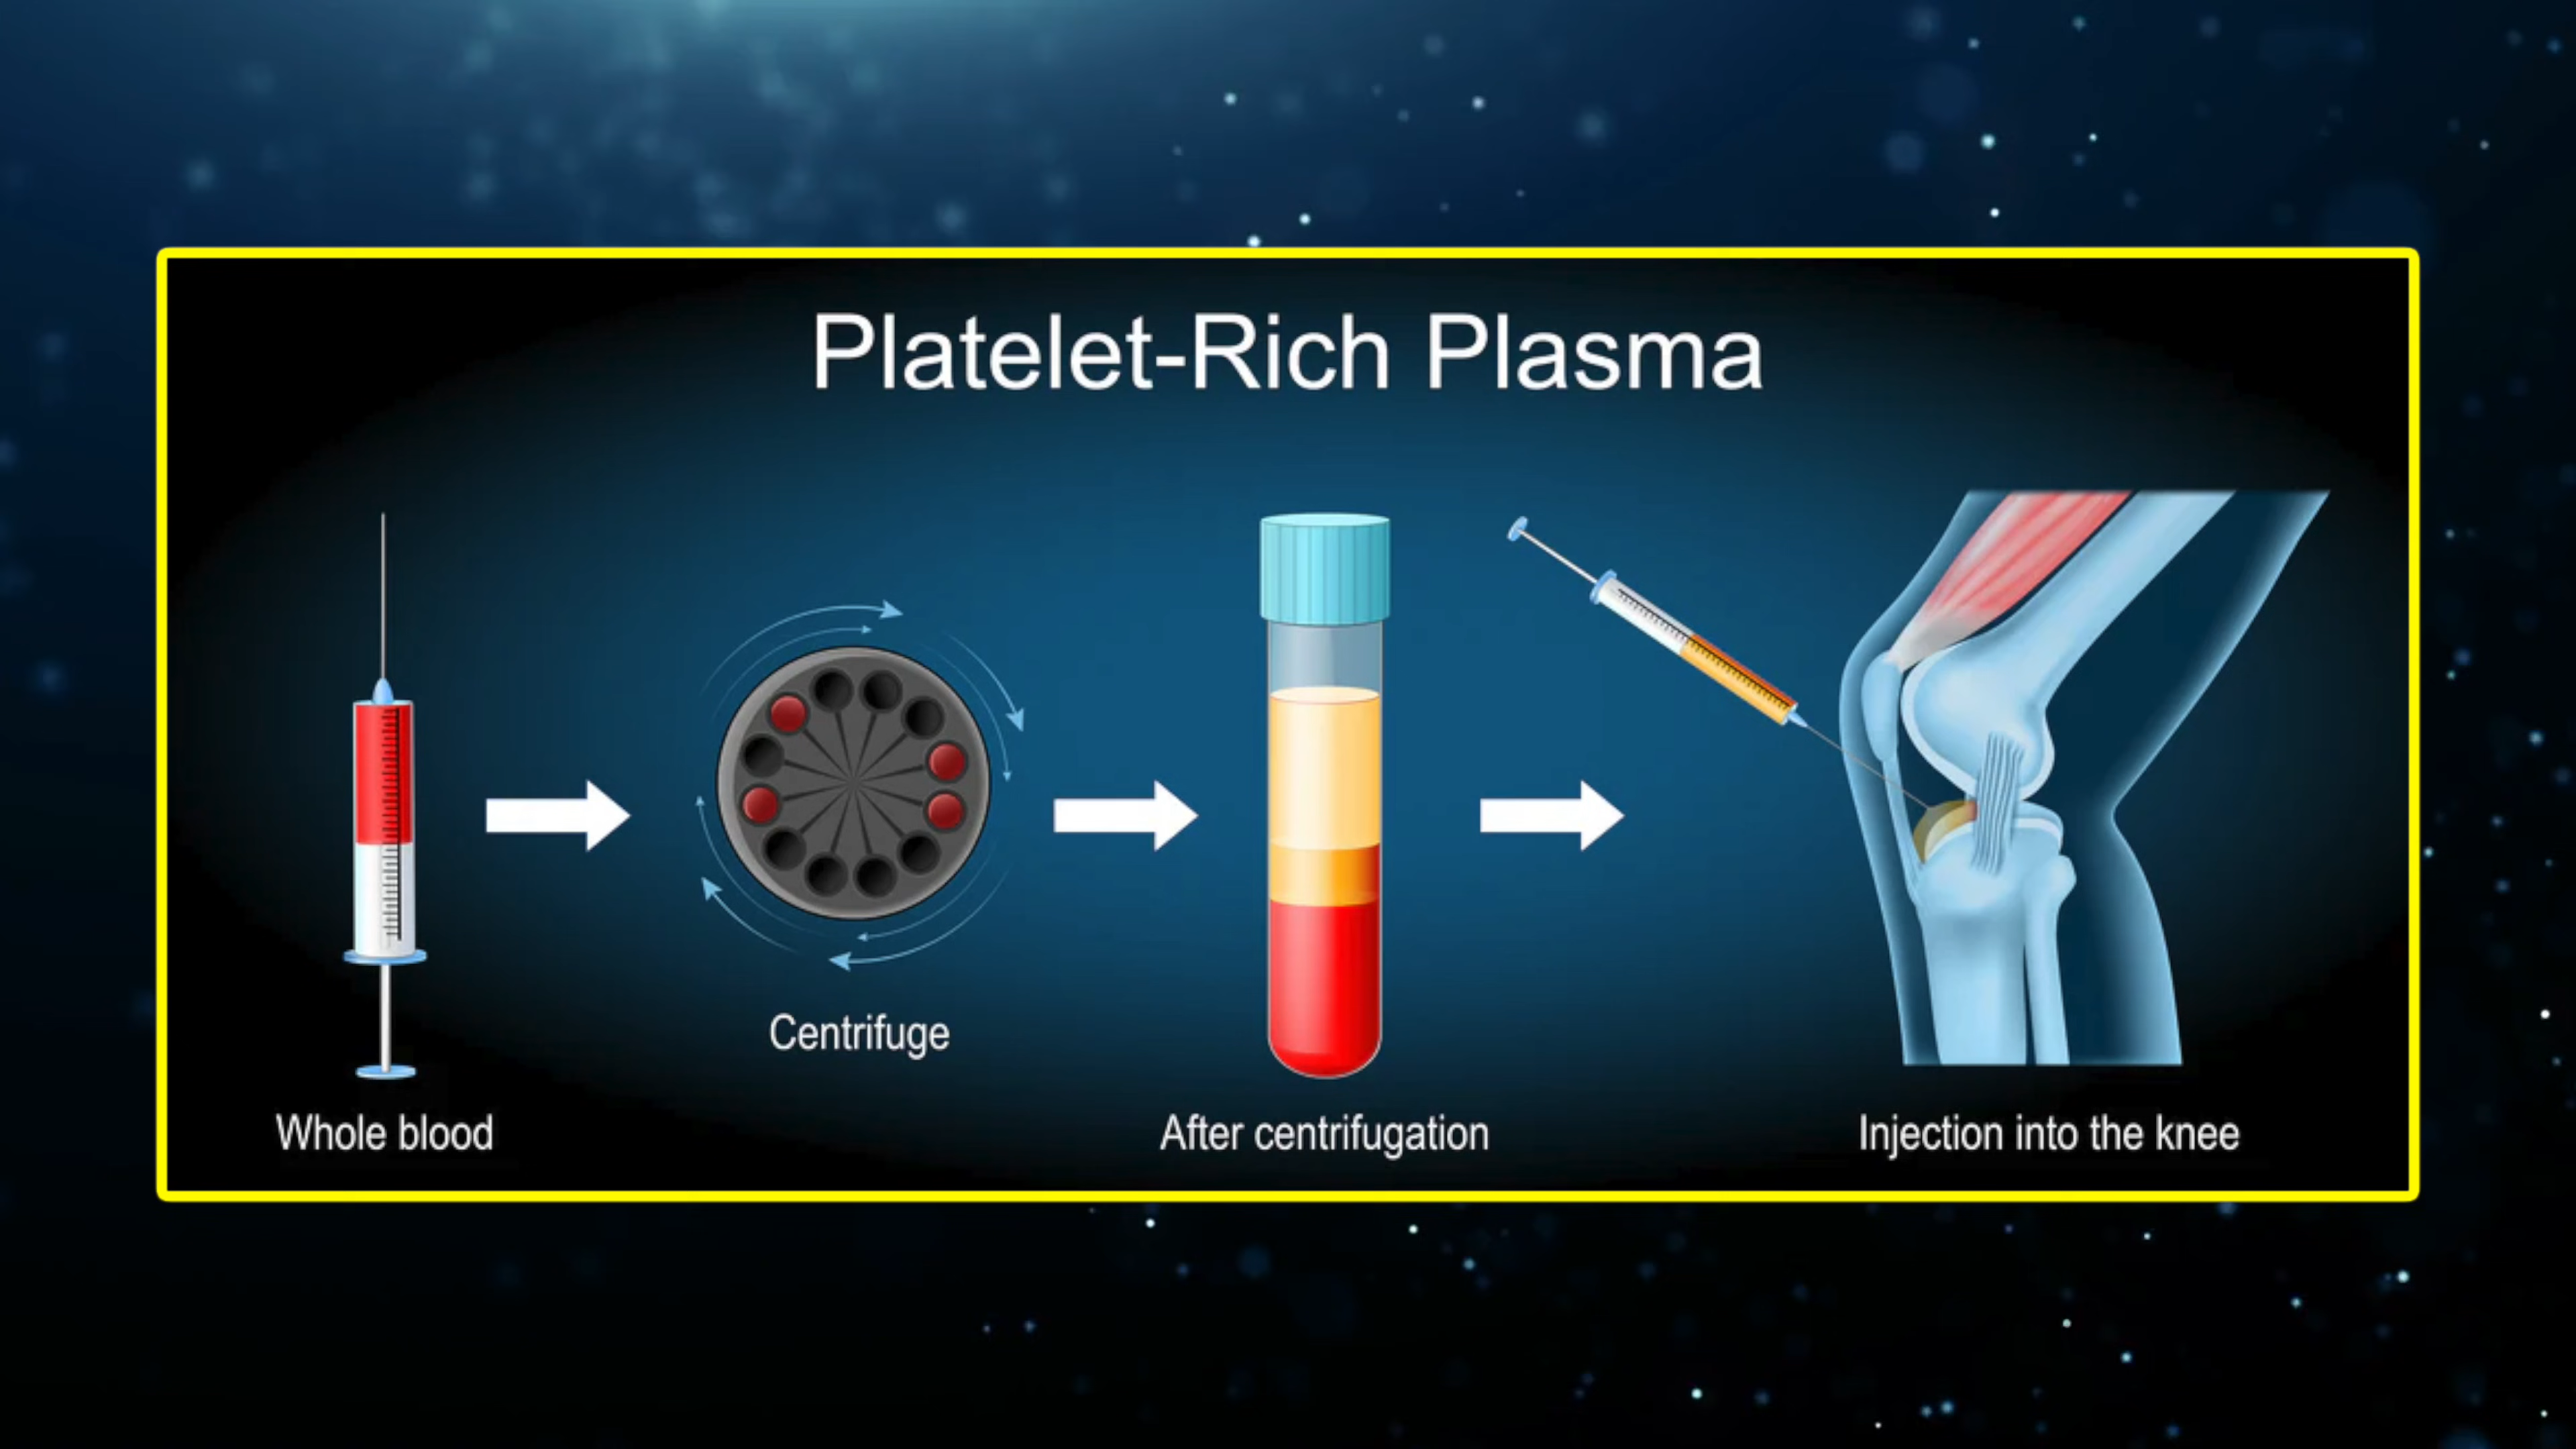 Platelet-Rich Plasma
Centrifuge
Whole blood
After centrifugation
Injection into the knee